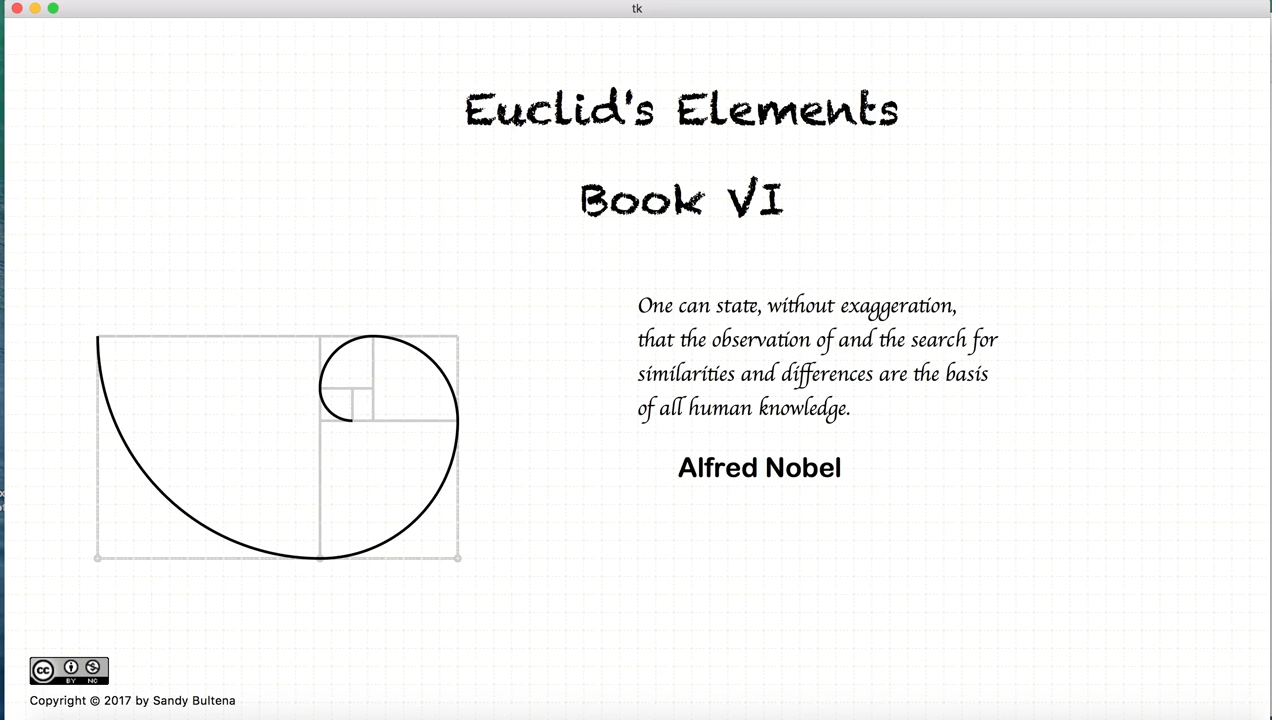 tk
Euclid's Elements
Book VI
One can state, without exaggeration,
that the observation of and the search for
similarities and differences are the basis
of all human knowledge.
Alfred Nobel
cc
BY NC
Copyright © 2017 by Sandy Bultena